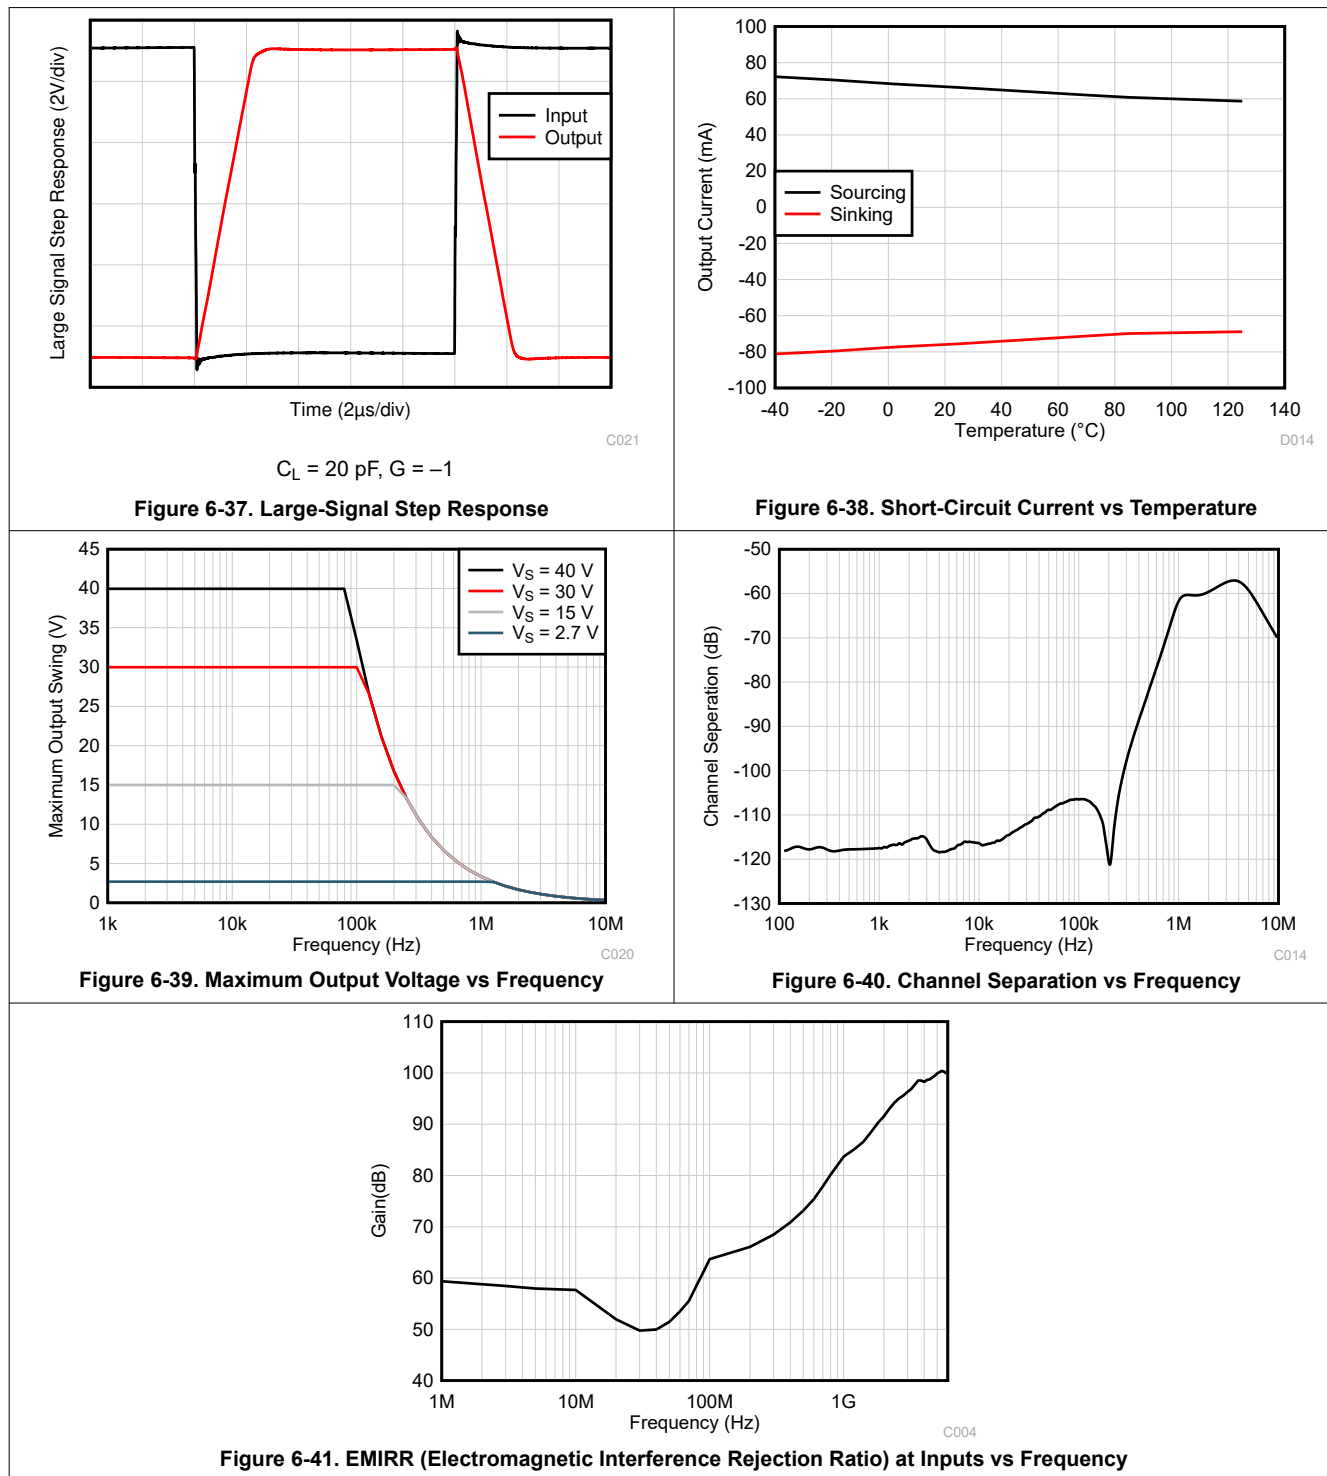 Large Signal Step Response (2V/div)
Input
Output
Time (2µs/div)
C021
C_L = 20 pF, G = –1
Figure 6-37. Large-Signal Step Response
Output Current (mA)
100
80
60
40
20
0
-20
-40
-60
-80
-100
Sourcing
Sinking
-40 -20 0 20 40 60 80 100 120 140
Temperature (°C)
D014
Figure 6-38. Short-Circuit Current vs Temperature
Maximum Output Swing (V)
45
40
35
30
25
20
15
10
5
0
V_S = 40 V
V_S = 30 V
V_S = 15 V
V_S = 2.7 V
1k 10k 100k 1M 10M
Frequency (Hz)
C020
Figure 6-39. Maximum Output Voltage vs Frequency
Channel Seperation (dB)
-50
-60
-70
-80
-90
-100
-110
-120
-130
100 1k 10k 100k 1M 10M
Frequency (Hz)
C014
Figure 6-40. Channel Separation vs Frequency
Gain(dB)
110
100
90
80
70
60
50
40
1M 10M 100M 1G
Frequency (Hz)
C004
Figure 6-41. EMIRR (Electromagnetic Interference Rejection Ratio) at Inputs vs Frequency